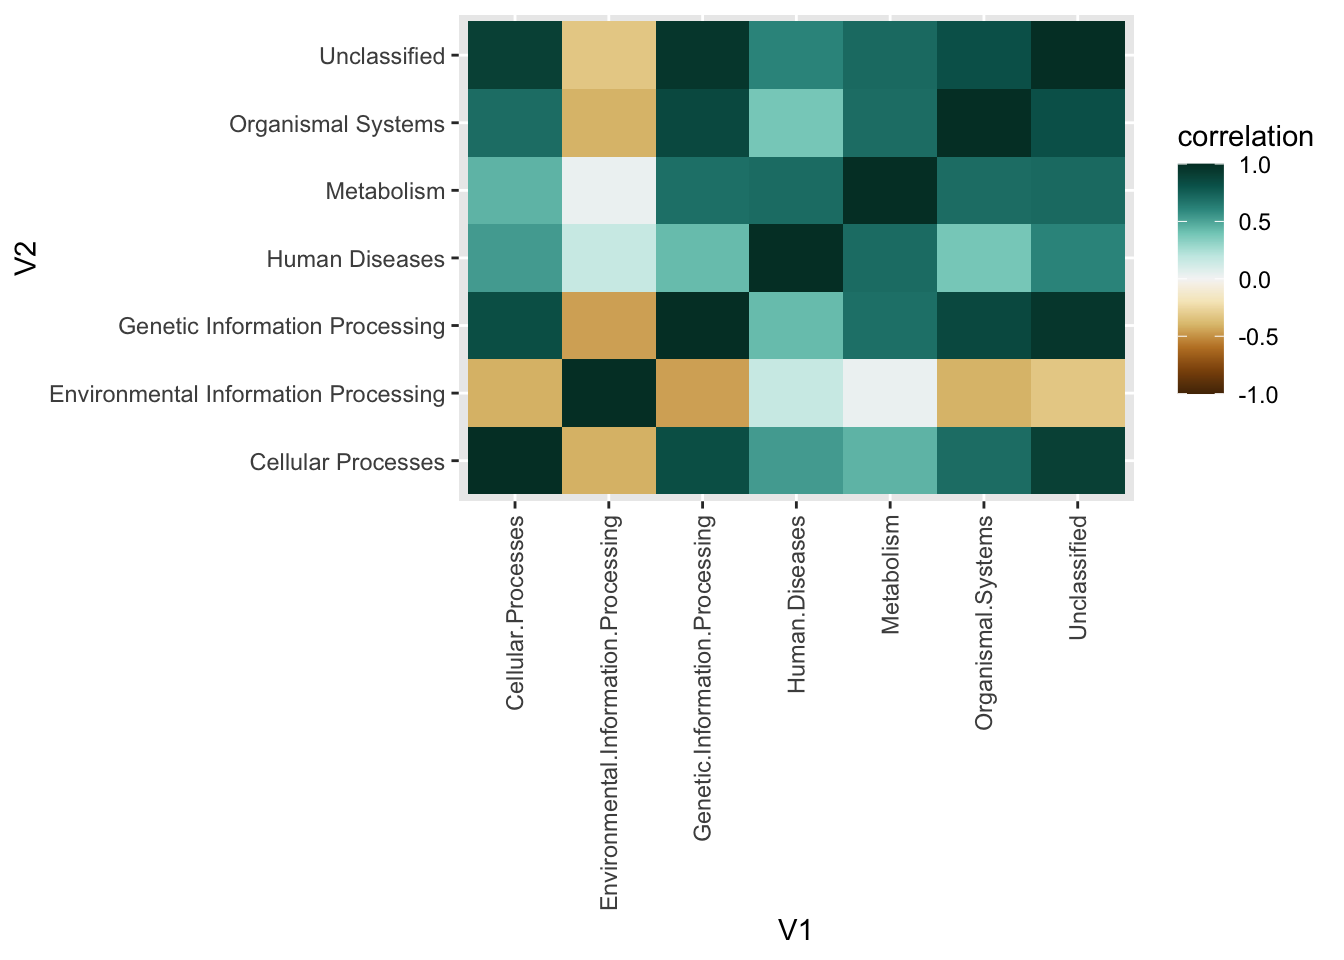 Unclassified
Organismal Systems
Metabolism
Human Diseases
Genetic Information Processing
Environmental Information Processing
Cellular Processes
V2
Cellular.Processes
Environmental.Information.Processing
Genetic.Information.Processing
Human.Diseases
Metabolism
Organismal.Systems
Unclassified
V1
correlation
1.0
0.5
0.0
-0.5
-1.0